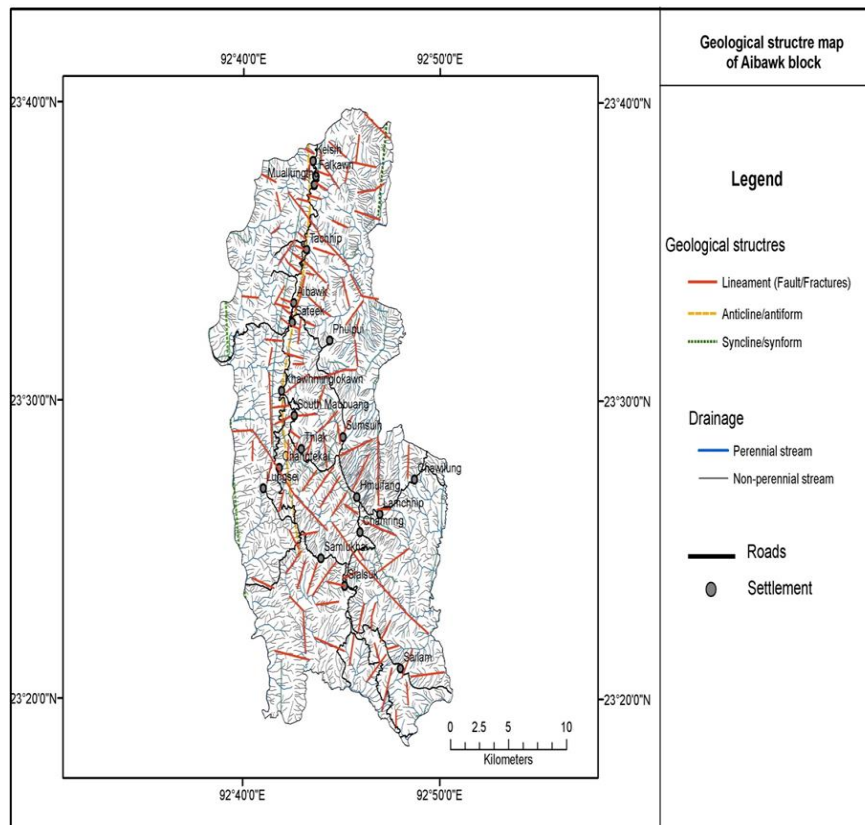 Geological structre map
of Aibawk block
92°40'0"E
92°50'0"E
23°40'0"N
23°40'0"N
Falkawn
Tachhip
Aibawk
Sateek
Phulpui
23°30'0"N
23°30'0"N
South Maubuang
Sumsuih
Thiak
Lungsei
Chawilung
Hmuifang
Lamchhip
Chamring
Samlukhai
Sialsuk
Sailam
23°20'0"N
23°20'0"N
0 2.5 5 10
Kilometers
92°40'0"E
92°50'0"E
Legend
Geological structres
Lineament (Fault/Fractures)
Anticline/antiform
Syncline/synform
Drainage
Perennial stream
Non-perennial stream
Roads
Settlement